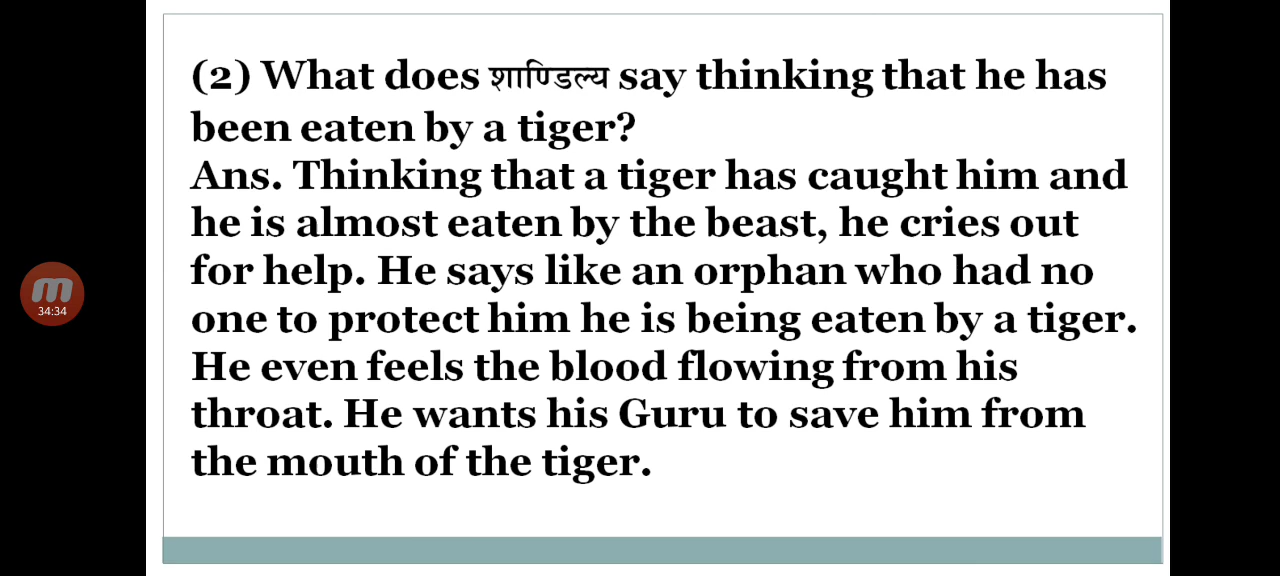 (2) What does शाण्डिल्य say thinking that he has
been eaten by a tiger?
Ans. Thinking that a tiger has caught him and
he is almost eaten by the beast, he cries out
for help. He says like an orphan who had no
one to protect him he is being eaten by a tiger.
He even feels the blood flowing from his
throat. He wants his Guru to save him from
the mouth of the tiger.
m
34:34